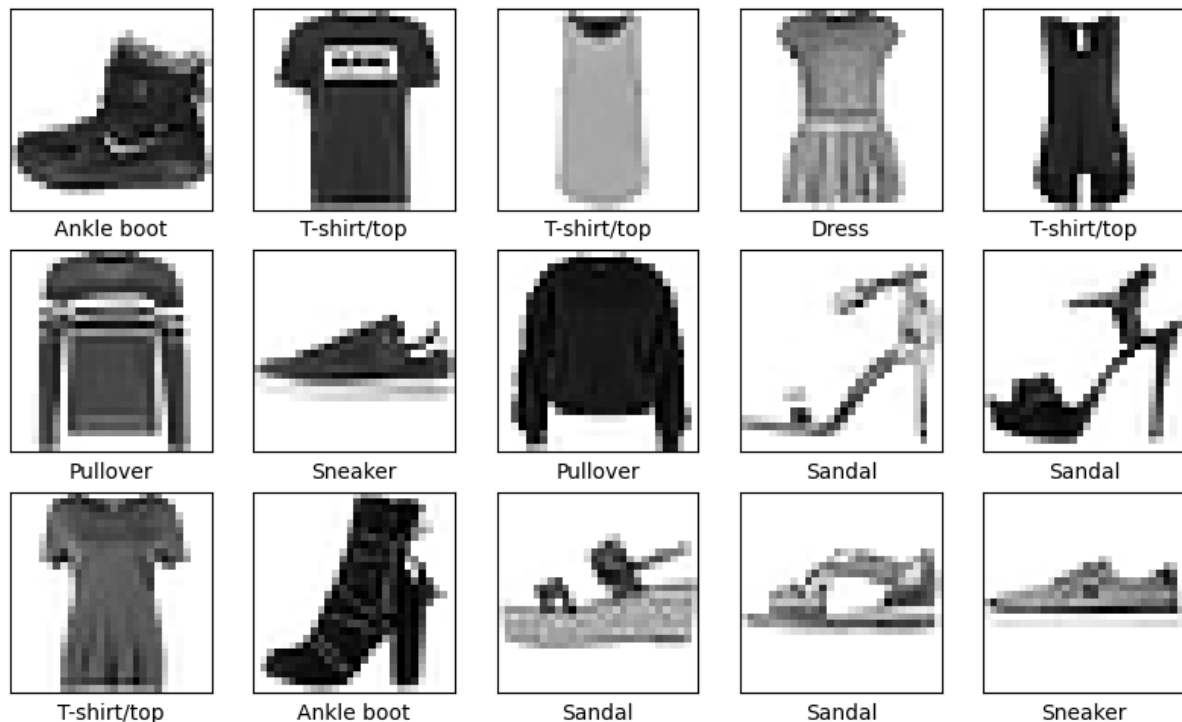 Ankle boot T-shirt/top T-shirt/top Dress T-shirt/top
Pullover Sneaker Pullover Sandal Sandal
T-shirt/top Ankle boot Sandal Sandal Sneaker